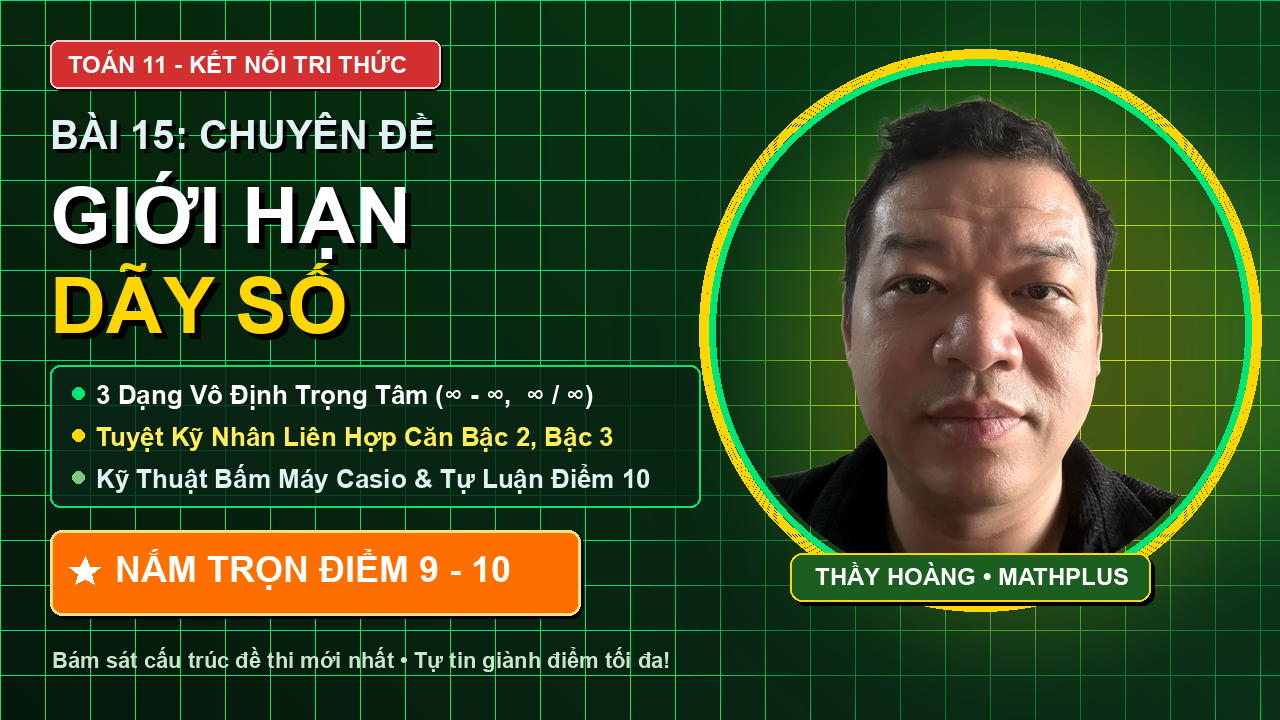 TOÁN 11 - KẾT NỐI TRI THỨC
BÀI 15: CHUYÊN ĐỀ
GIỚI HẠN
DÃY SỐ
3 Dạng Vô Định Trọng Tâm (∞ - ∞,  ∞ / ∞)
Tuyệt Kỹ Nhân Liên Hợp Căn Bậc 2, Bậc 3
Kỹ Thuật Bấm Máy Casio & Tự Luận Điểm 10
NẮM TRỌN ĐIỂM 9 - 10
THẦY HOÀNG • MATHPLUS
Bám sát cấu trúc đề thi mới nhất • Tự tin giành điểm tối đa!